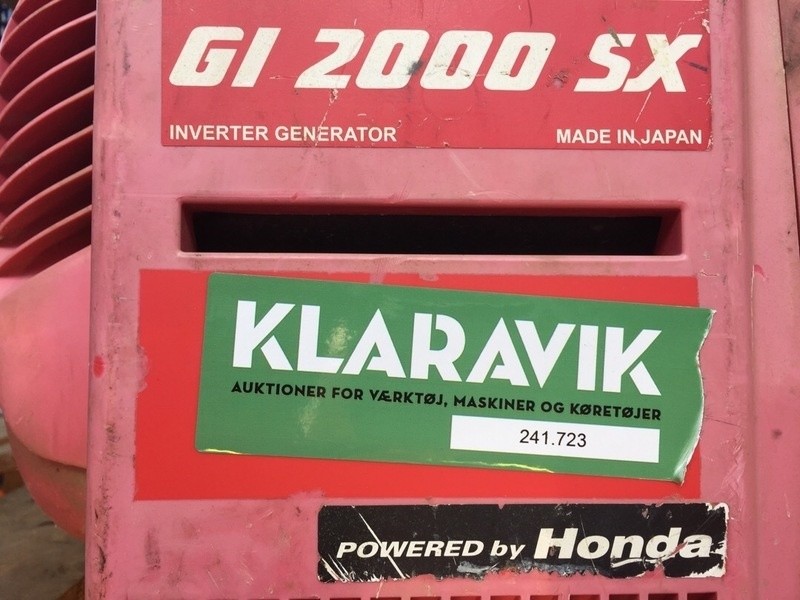 GI 2000 SX
INVERTER GENERATOR MADE IN JAPAN
KLARAVIK
AUKTIONER FOR VÆRKTØJ, MASKINER OG KØRETØJER
241.723
POWERED by Honda